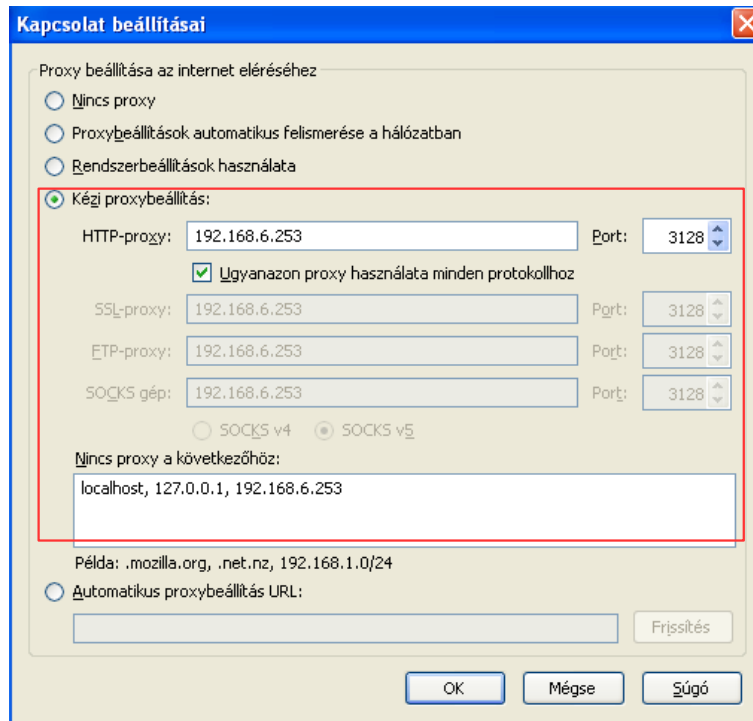 Kapcsolat beállításai
Proxy beállítása az internet eléréséhez
Nincs proxy
Proxybeállítások automatikus felismerése a hálózatban
Rendszerbeállítások használata
Kézi proxybeállítás:
HTTP-proxy: 192.168.6.253 Port: 3128
Ugyanazon proxy használata minden protokollhoz
SSL-proxy: 192.168.6.253 Port: 3128
FTP-proxy: 192.168.6.253 Port: 3128
SOCKS gép: 192.168.6.253 Port: 3128
SOCKS v4 SOCKS v5
Nincs proxy a következőhöz:
localhost, 127.0.0.1, 192.168.6.253
Példa: .mozilla.org, .net.nz, 192.168.1.0/24
Automatikus proxybeállítás URL:
Frissítés
OK Mégse Súgó